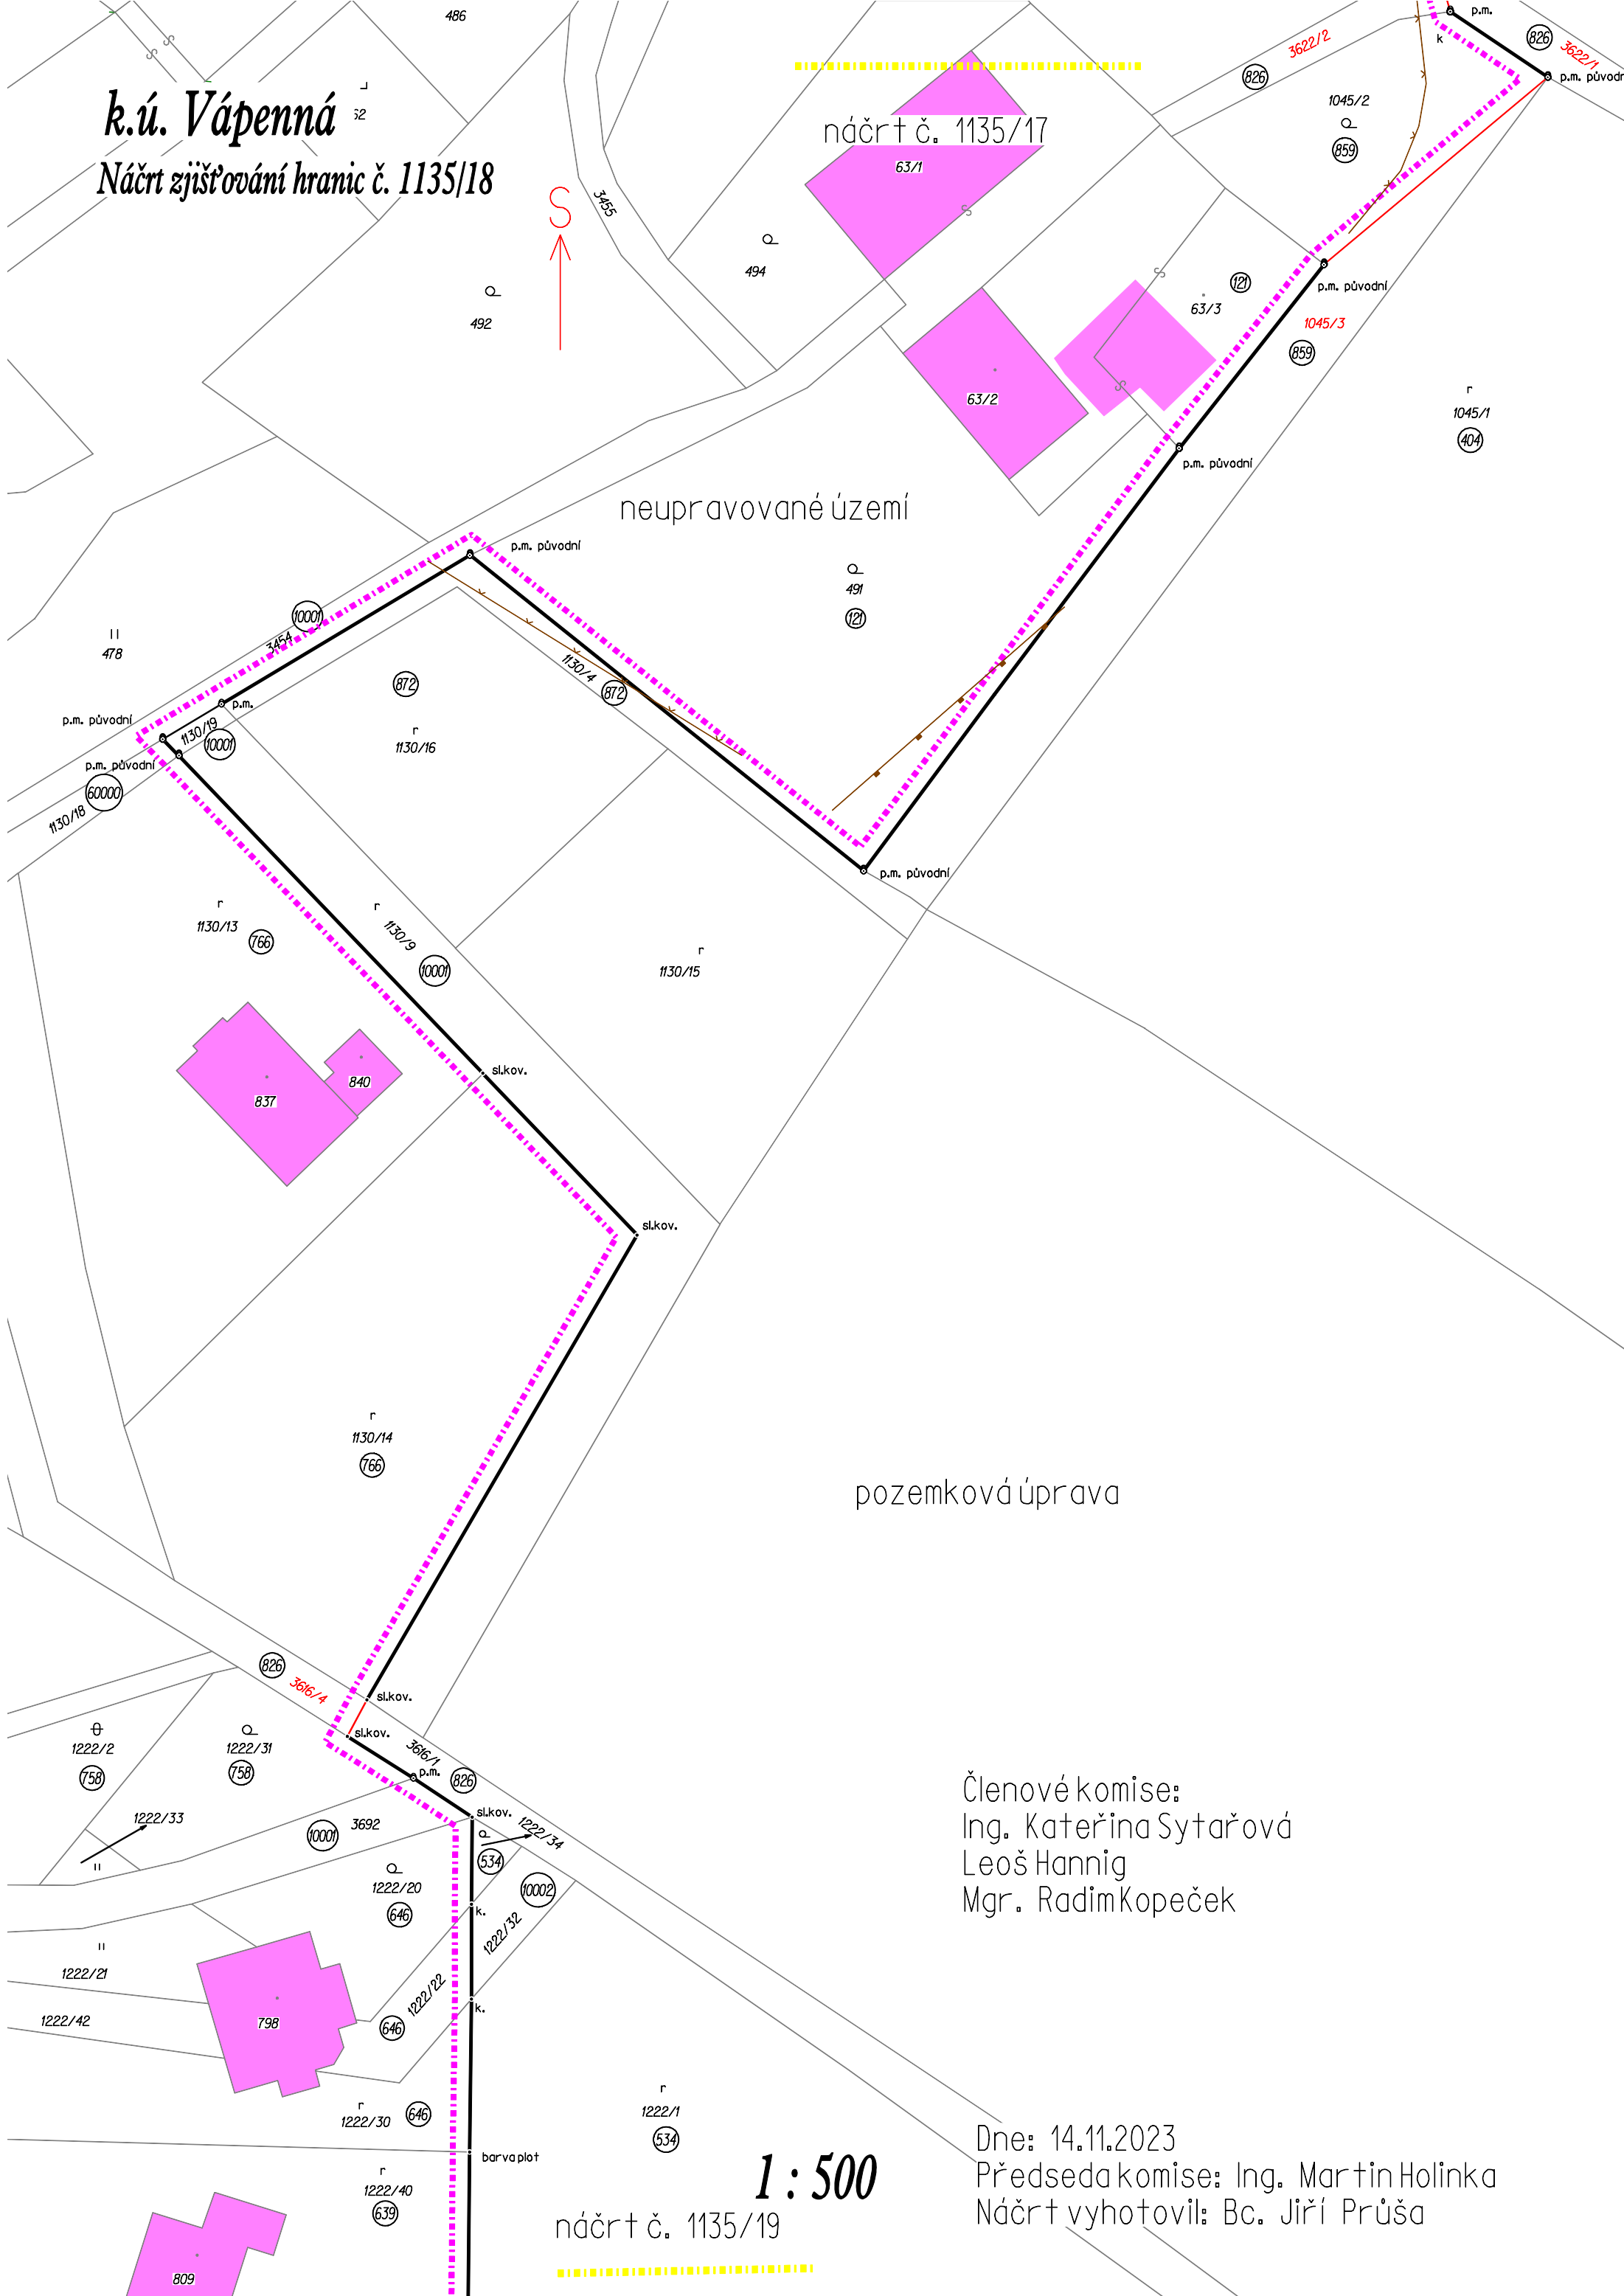 486
p.m.
826
3622/1
p.m. původn
3622/2
826
k
1045/2
859
k.ú. Vápenná
52
Náčrt zjišťování hranic č. 1135/18
náčrt č. 1135/17
63/1
S
3455
494
492
121
63/3
p.m. původní
1045/3
859
63/2
r
1045/1
404
p.m. původní
neupravované území
p.m. původní
491
121
10001
3454
478
1130/4
872
872
p.m. původní
p.m.
1130/19
10001
r
1130/16
p.m. původní
60000
1130/18
p.m. původní
r
1130/13
766
r
1130/9
10001
r
1130/15
sl.kov.
840
837
sl.kov.
r
1130/14
766
pozemková úprava
826
3616/4
sl.kov.
sl.kov.
3616/1
p.m.
826
1222/2
758
1222/31
758
1222/33
3692
10001
sl.kov.
1222/34
534
10002
1222/20
646
k.
1222/32
1222/21
1222/42
798
1222/22
646
k.
Členové komise:
Ing. Kateřina Sytařová
Leoš Hannig
Mgr. Radim Kopeček
r
1222/30
646
r
1222/1
534
barva plot
r
1222/40
639
809
1 : 500
náčrt č. 1135/19
Dne: 14.11.2023
Předseda komise: Ing. Martin Holinka
Náčrt vyhotovil: Bc. Jiří Průša